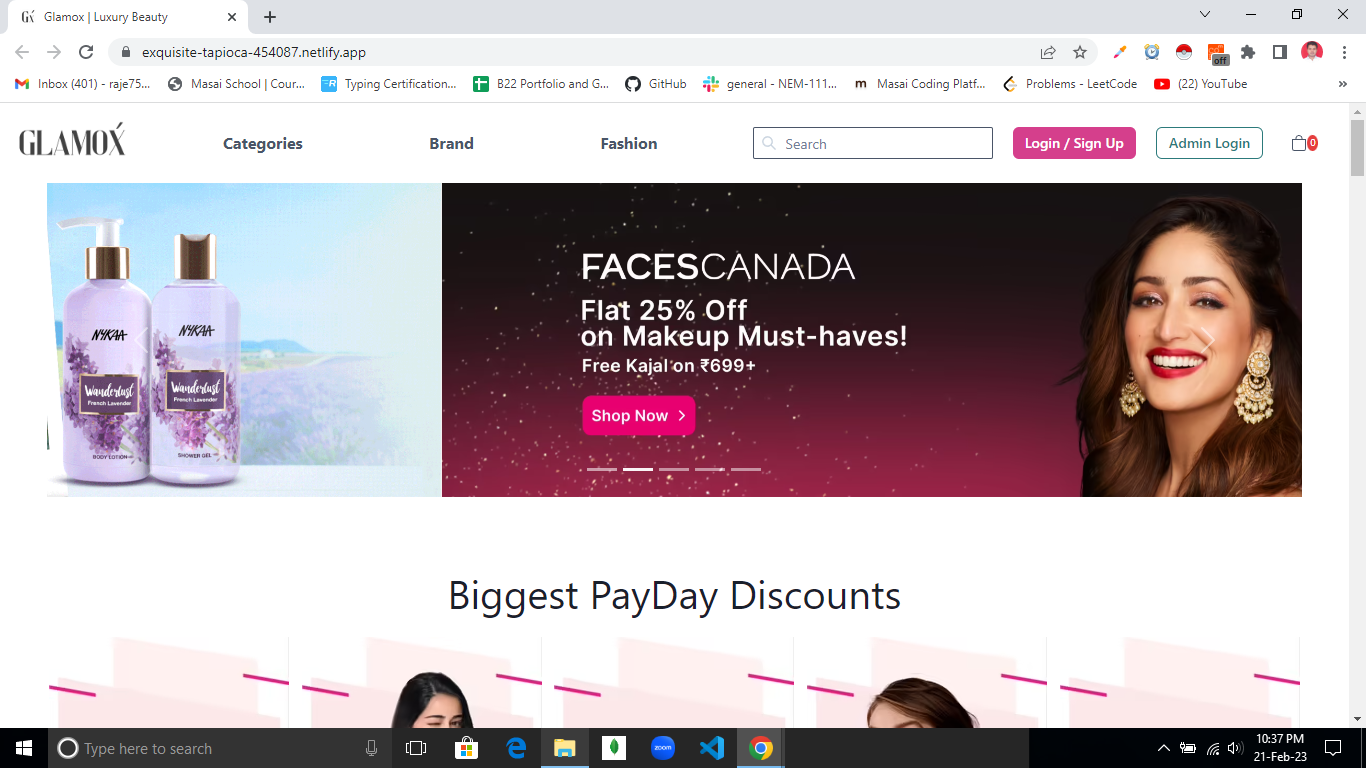 Glamox | Luxury Beauty
exquisite-tapioca-454087.netlify.app
off
Inbox (401) - raje75...
Masai School | Cour...
Typing Certification...
B22 Portfolio and G...
GitHub
general - NEM-111...
Masai Coding Platf...
Problems - LeetCode
(22) YouTube
»
GLAMOX
Categories
Brand
Fashion
Search
Login / Sign Up
Admin Login
0
NYKAA
Wanderlust
French Lavender
BODY LOTION
NYKAA
Wanderlust
French Lavender
SHOWER GEL
FACESCANADA
Flat 25% Off
on Makeup Must-haves!
Free Kajal on ₹699+
Shop Now
Biggest PayDay Discounts
Type here to search
zoom
10:37 PM
21-Feb-23